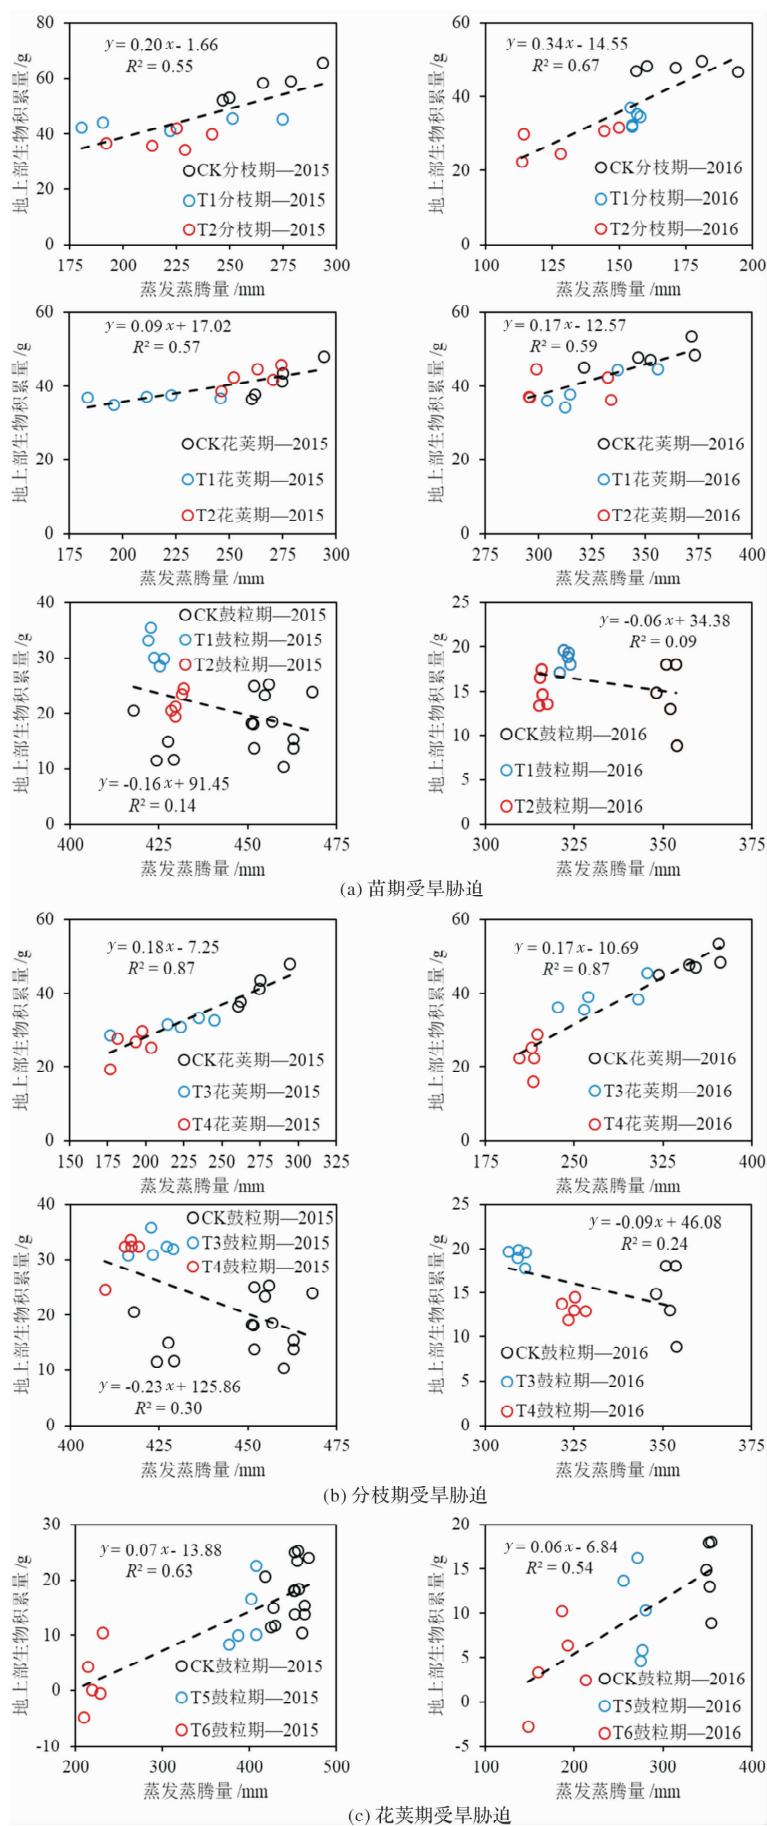 地上部生物积累量/g
80
60
40
20
0
y = 0.20 x - 1.66
R² = 0.55
CK分枝期—2015
T1分枝期—2015
T2分枝期—2015
175 200 225 250 275 300
蒸发蒸腾量 /mm
地上部生物积累量/g
60
40
20
0
y = 0.34 x - 14.55
R² = 0.67
CK分枝期—2016
T1分枝期—2016
T2分枝期—2016
100 125 150 175 200
蒸发蒸腾量 /mm
地上部生物积累量/g
60
40
20
0
y = 0.09 x + 17.02
R² = 0.57
CK花荚期—2015
T1花荚期—2015
T2花荚期—2015
175 200 225 250 275 300
蒸发蒸腾量 /mm
地上部生物积累量/g
60
40
20
0
y = 0.17 x - 12.57
R² = 0.59
CK花荚期—2016
T1花荚期—2016
T2花荚期—2016
275 300 325 350 375 400
蒸发蒸腾量 /mm
地上部生物积累量/g
40
30
20
10
0
CK鼓粒期—2015
T1鼓粒期—2015
T2鼓粒期—2015
y = -0.16 x + 91.45
R² = 0.14
400 425 450 475
蒸发蒸腾量 /mm
地上部生物积累量/g
25
20
15
10
5
0
y = -0.06 x + 34.38
R² = 0.09
CK鼓粒期—2016
T1鼓粒期—2016
T2鼓粒期—2016
300 325 350 375
蒸发蒸腾量 /mm
(a) 苗期受旱胁迫
地上部生物积累量/g
60
40
20
0
y = 0.18 x - 7.25
R² = 0.87
CK花荚期—2015
T3花荚期—2015
T4花荚期—2015
150 175 200 225 250 275 300 325
蒸发蒸腾量 /mm
地上部生物积累量/g
60
40
20
0
y = 0.17 x - 10.69
R² = 0.87
CK花荚期—2016
T3花荚期—2016
T4花荚期—2016
175 250 325 400
蒸发蒸腾量 /mm
地上部生物积累量/g
40
30
20
10
0
CK鼓粒期—2015
T3鼓粒期—2015
T4鼓粒期—2015
y = -0.23 x + 125.86
R² = 0.30
400 425 450 475
蒸发蒸腾量 /mm
地上部生物积累量/g
25
20
15
10
5
0
y = -0.09 x + 46.08
R² = 0.24
CK鼓粒期—2016
T3鼓粒期—2016
T4鼓粒期—2016
300 325 350 375
蒸发蒸腾量 /mm
(b) 分枝期受旱胁迫
地上部生物积累量/g
30
20
10
0
-10
y = 0.07 x - 13.88
R² = 0.63
CK鼓粒期—2015
T5鼓粒期—2015
T6鼓粒期—2015
200 300 400 500
蒸发蒸腾量 /mm
地上部生物积累量/g
20
15
10
5
0
-5
y = 0.06 x - 6.84
R² = 0.54
CK鼓粒期—2016
T5鼓粒期—2016
T6鼓粒期—2016
100 200 300 400
蒸发蒸腾量 /mm
(c) 花荚期受旱胁迫